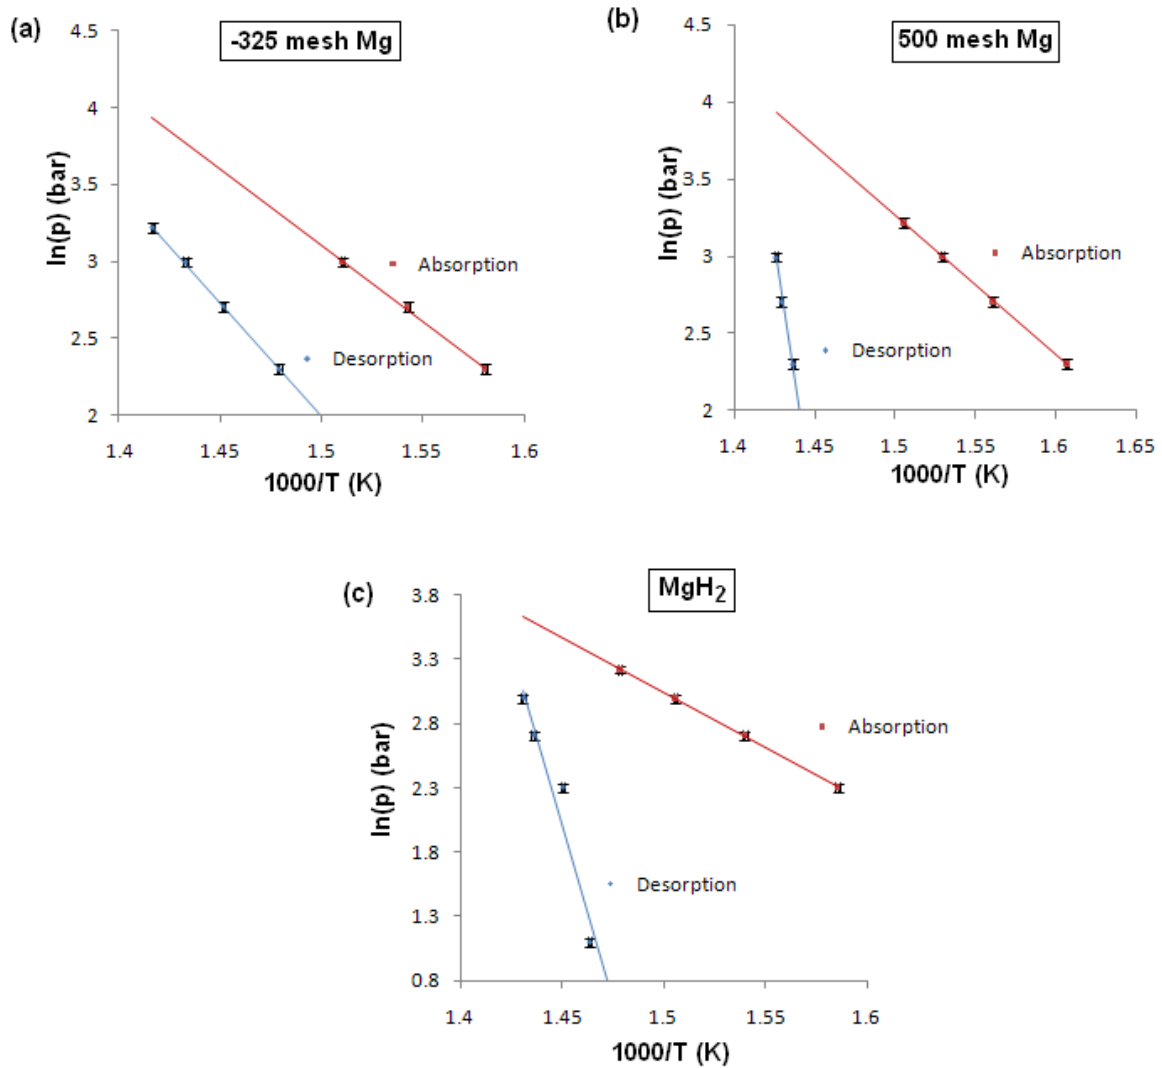 (a)
-325 mesh Mg
4.5
4
3.5
3
2.5
2
ln(p) (bar)
Absorption
Desorption
1.4 1.45 1.5 1.55 1.6
1000/T (K)
(b)
500 mesh Mg
4.5
4
3.5
3
2.5
2
ln(p) (bar)
Absorption
Desorption
1.4 1.45 1.5 1.55 1.6 1.65
1000/T (K)
(c)
MgH2
3.8
3.3
2.8
2.3
1.8
1.3
0.8
ln(p) (bar)
Absorption
Desorption
1.4 1.45 1.5 1.55 1.6
1000/T (K)